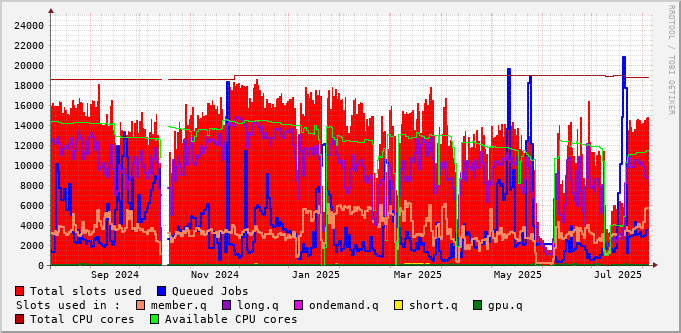 RRDTOOL / TOBI OETIKER
24000
22000
20000
18000
16000
14000
12000
10000
8000
6000
4000
2000
0
Sep 2024 Nov 2024 Jan 2025 Mar 2025 May 2025 Jul 2025
Total slots used Queued Jobs
Slots used in : member.q long.q ondemand.q short.q gpu.q
Total CPU cores Available CPU cores